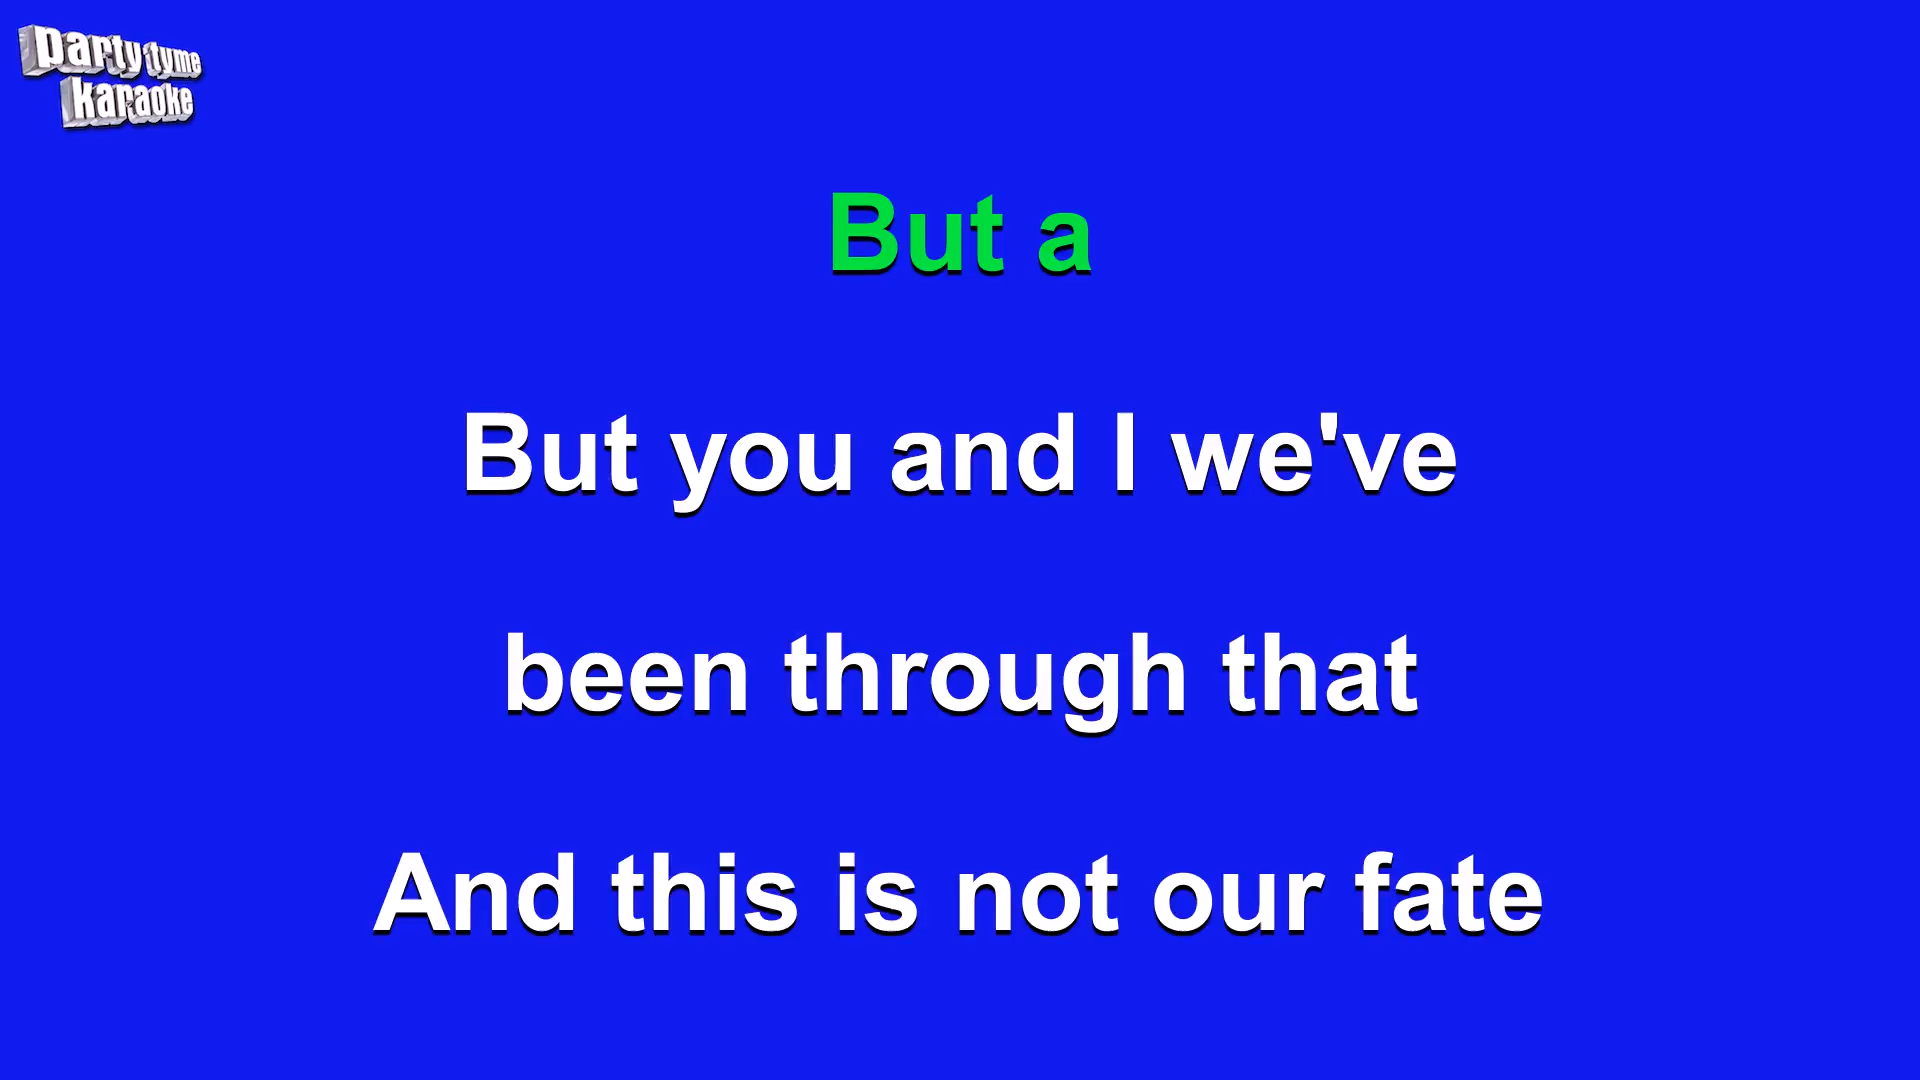 party tyme
karaoke
But a
But you and I we've
been through that
And this is not our fate